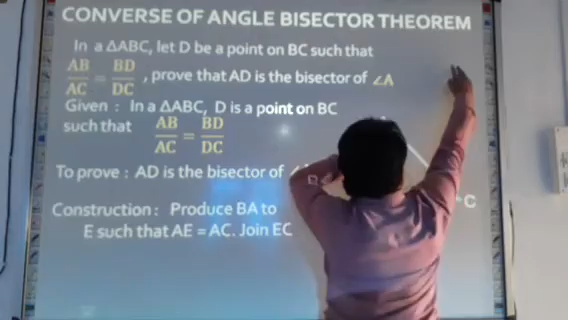 CONVERSE OF ANGLE BISECTOR THEOREM
In a ΔABC, let D be a point on BC such that
AB/AC = BD/DC , prove that AD is the bisector of ∠A
Given : In a ΔABC, D is a point on BC
such that AB/AC = BD/DC
To prove : AD is the bisector of ∠
C
Construction : Produce BA to
E such that AE = AC. Join EC